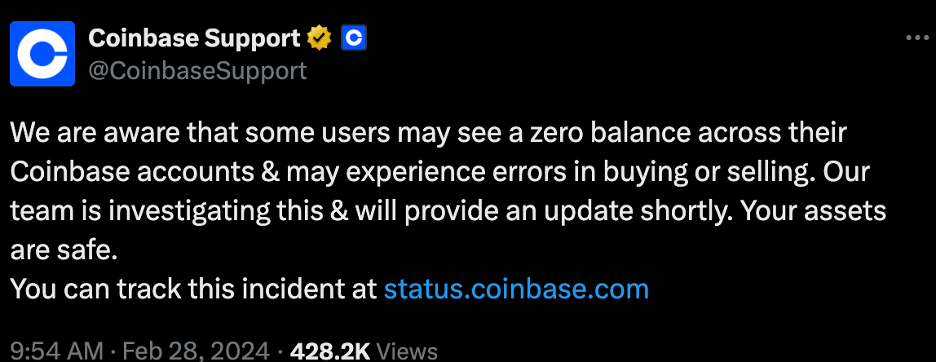 Coinbase Support
@CoinbaseSupport
We are aware that some users may see a zero balance across their
Coinbase accounts & may experience errors in buying or selling. Our
team is investigating this & will provide an update shortly. Your assets
are safe.
You can track this incident at status.coinbase.com
9:54 AM · Feb 28, 2024 · 428.2K Views